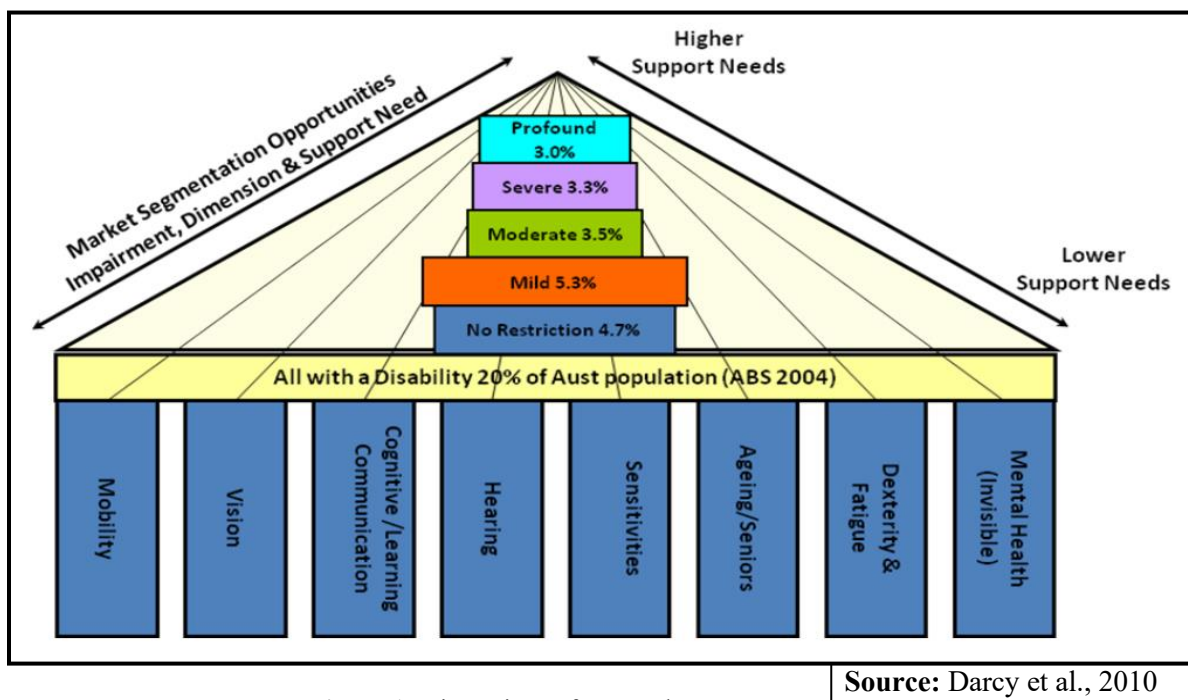 Higher
Support Needs
Market Segmentation Opportunities
Impairment, Dimension & Support Need
Profound
3.0%
Severe 3.3%
Moderate 3.5%
Mild 5.3%
No Restriction 4.7%
Lower
Support Needs
All with a Disability 20% of Aust population (ABS 2004)
Mobility
Vision
Cognitive /Learning
Communication
Hearing
Sensitivities
Ageing/Seniors
Dexterity &
Fatigue
Mental Health
(Invisible)
Source: Darcy et al., 2010